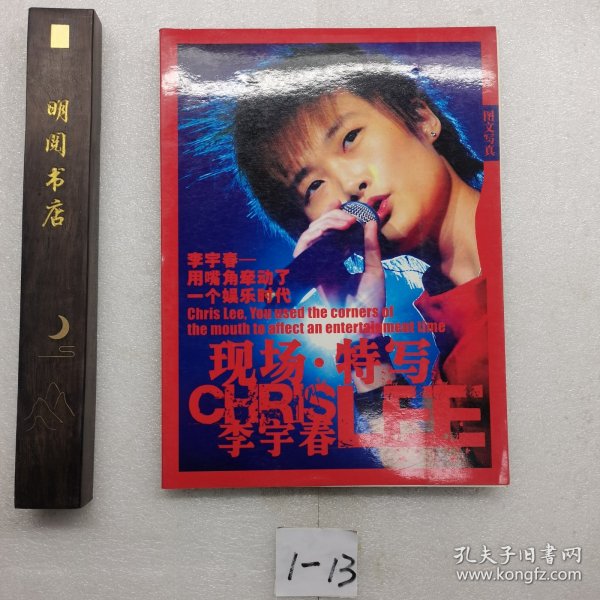 明阅书店
图文写真
李宇春—
用嘴角牵动了
一个娱乐时代
Chris Lee, You used the corners of
the mouth to affect an entertainment time
现场·特写
CHRIS LEE
李宇春
1-13
孔夫子旧书网
www.kongfz.com